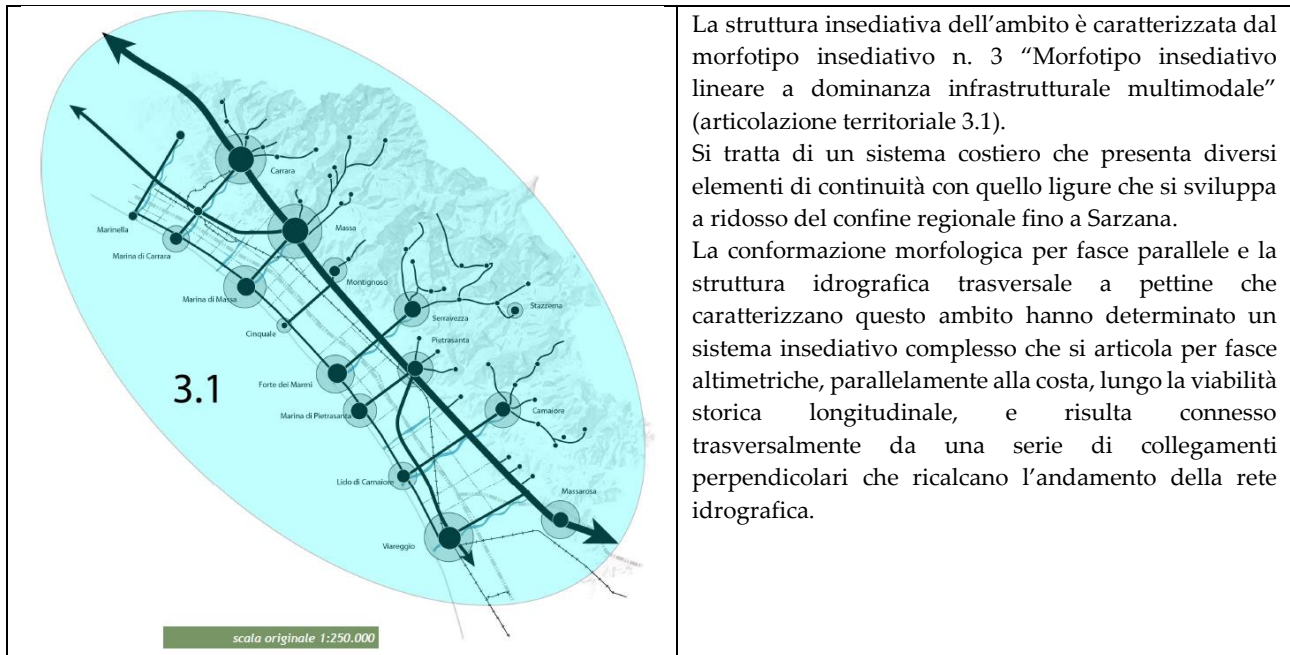 Carrara
Massa
Marinella
Marina di Carrara
Montignoso
Marina di Massa
Stazzema
Seravezza
Cinquale
Pietrasanta
Forte dei Marmi
3.1
Marina di Pietrasanta
Camaiore
Lido di Camaiore
Massarosa
Viareggio
scala originale 1:250.000
La struttura insediativa dell’ambito è caratterizzata dal
morfotipo insediativo n. 3 “Morfotipo insediativo
lineare a dominanza infrastrutturale multimodale”
(articolazione territoriale 3.1).
Si tratta di un sistema costiero che presenta diversi
elementi di continuità con quello ligure che si sviluppa
a ridosso del confine regionale fino a Sarzana.
La conformazione morfologica per fasce parallele e la
struttura idrografica trasversale a pettine che
caratterizzano questo ambito hanno determinato un
sistema insediativo complesso che si articola per fasce
altimetriche, parallelamente alla costa, lungo la viabilità
storica longitudinale, e risulta connesso
trasversalmente da una serie di collegamenti
perpendicolari che ricalcano l’andamento della rete
idrografica.